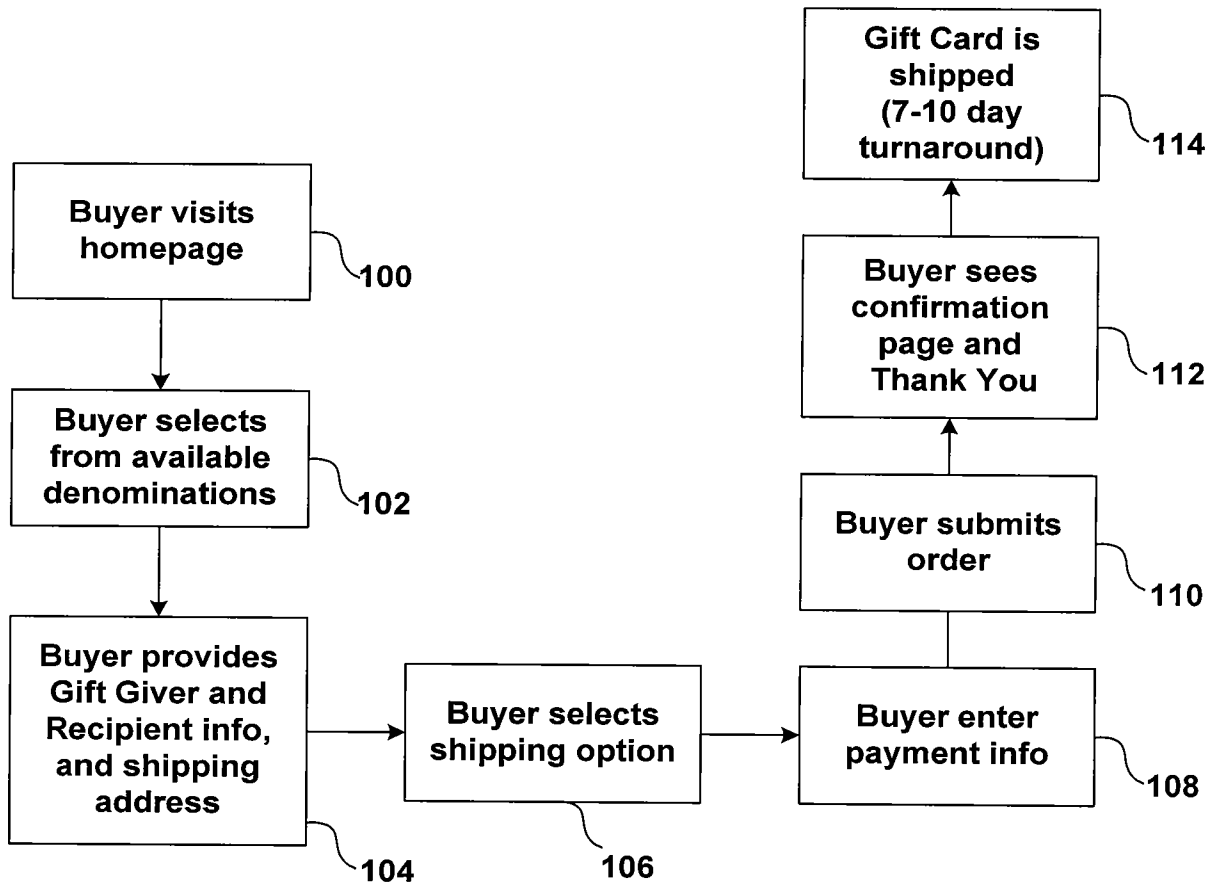 Buyer visits
homepage
100
Buyer selects
from available
denominations
102
Buyer provides
Gift Giver and
Recipient info,
and shipping
address
104
Buyer selects
shipping option
106
Buyer enter
payment info
108
Buyer submits
order
110
Buyer sees
confirmation
page and
Thank You
112
Gift Card is
shipped
(7-10 day
turnaround)
114